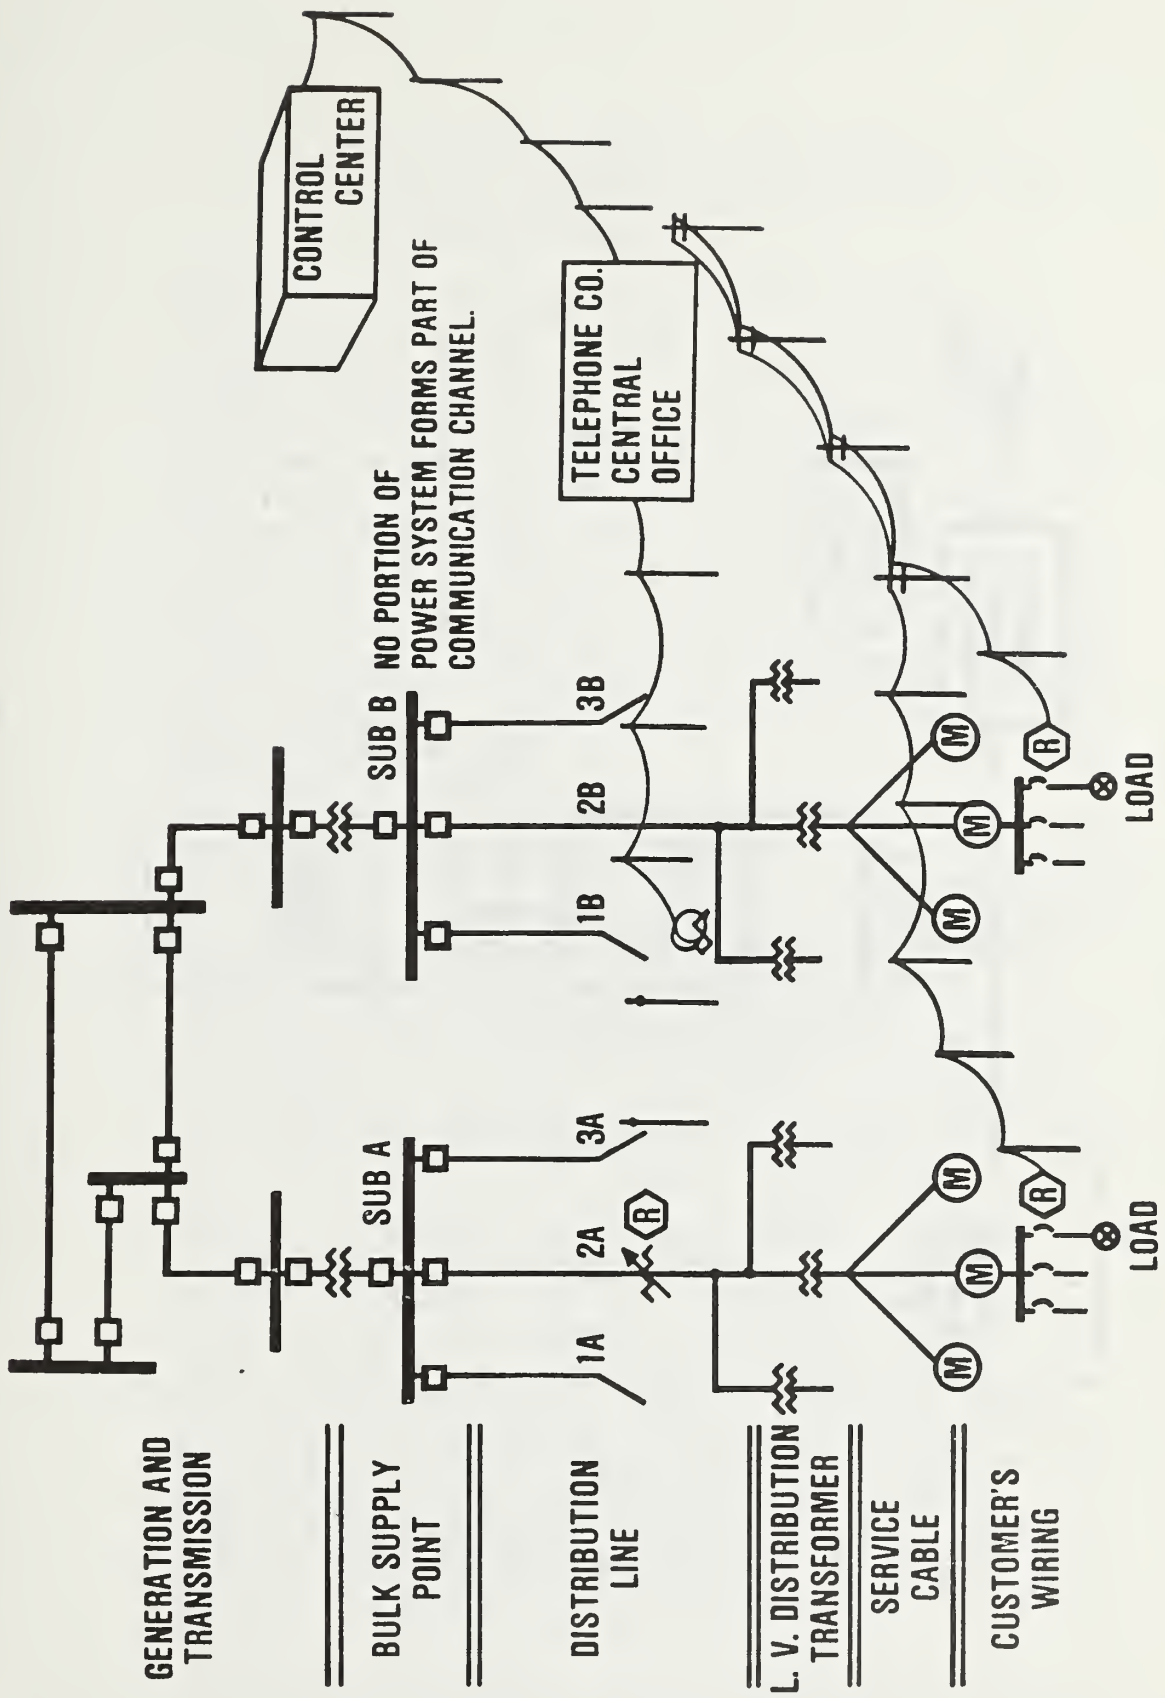 GENERATION AND
TRANSMISSION
BULK SUPPLY
POINT
DISTRIBUTION
LINE
L. V. DISTRIBUTION
TRANSFORMER
SERVICE
CABLE
CUSTOMER'S
WIRING
SUB A
1A
2A
3A
R
M
M
M
R
LOAD
SUB B
1B
2B
3B
M
M
M
R
LOAD
NO PORTION OF
POWER SYSTEM FORMS PART OF
COMMUNICATION CHANNEL.
CONTROL
CENTER
TELEPHONE CO.
CENTRAL
OFFICE